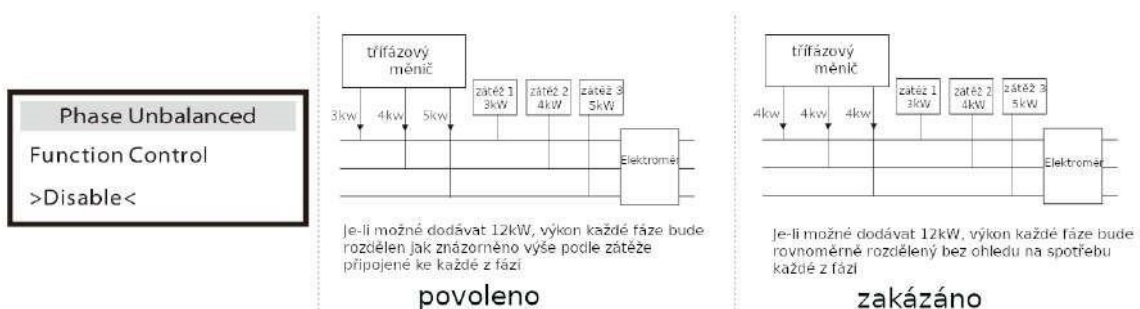 Phase Unbalanced
Function Control
>Disable<
třífázový
měnič
zátěž 1
3kW
zátěž 2
4kW
zátěž 3
5kW
3kw
4kw
5kw
Elektroměr
Je-li možné dodávat 12kW, výkon každé fáze bude
rozdělen jak znázorněno výše podle zátěže
připojené ke každé z fází
povoleno
třífázový
měnič
zátěž 1
3kW
zátěž 2
4kW
zátěž 3
5kW
4kw
4kw
4kw
Elektroměr
Je-li možné dodávat 12kW, výkon každé fáze bude
rovnoměrně rozdělený bez ohledu na spotřebu
každé z fází
zakázáno